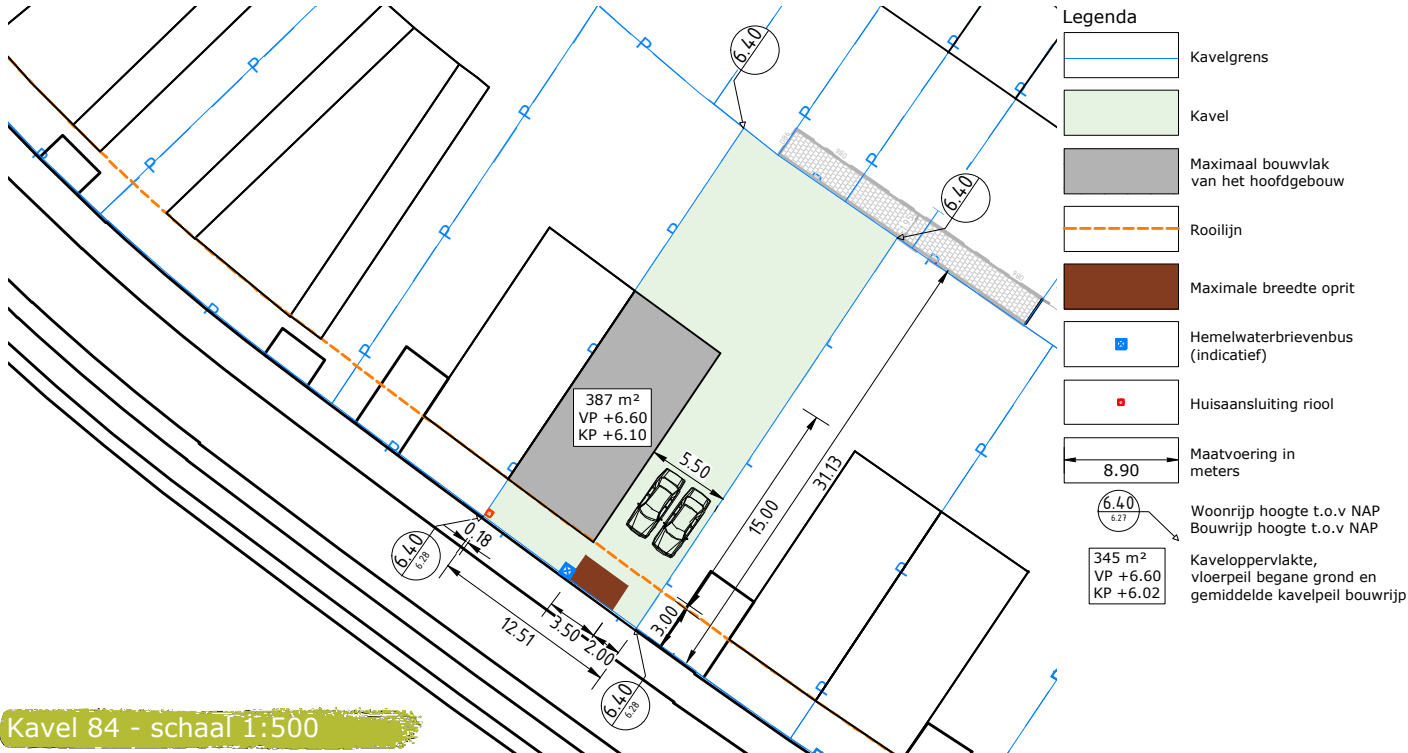 6.40
6.40
387 m²
VP +6.60
KP +6.10
5.50
31.13
15.00
3.00
0.18
6.40
6.28
12.51
3.50
2.00
6.40
6.28
Kavel 84 - schaal 1:500
Legenda
Kavelgrens
Kavel
Maximaal bouwvlak
van het hoofdgebouw
Rooilijn
Maximale breedte oprit
Hemelwaterbrievenbus
(indicatief)
Huisaansluiting riool
8.90
Maatvoering in
meters
6.40
6.27
Woonrijp hoogte t.o.v NAP
Bouwrijp hoogte t.o.v NAP
345 m²
VP +6.60
KP +6.02
Kaveloppervlakte,
vloerpeil begane grond en
gemiddelde kavelpeil bouwrijp